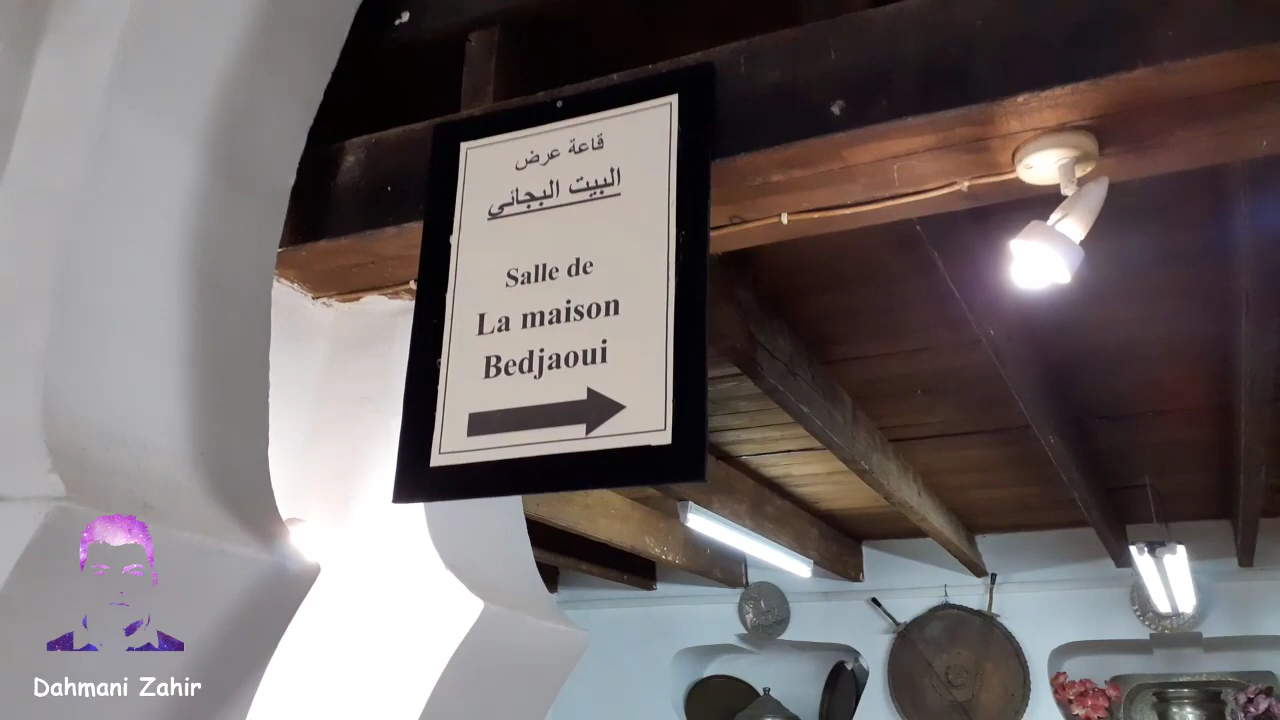 قاعة عرض
البيت البجائي
Salle de
La maison
Bedjaoui
Dahmani Zahir